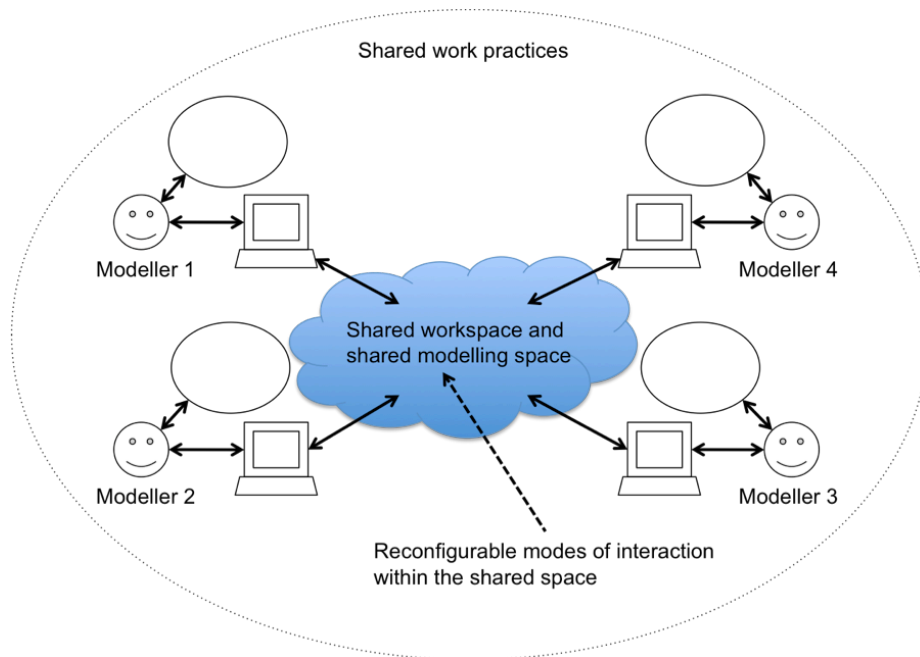 Shared work practices
Modeller 1
Modeller 4
Shared workspace and
shared modelling space
Modeller 2
Modeller 3
Reconfigurable modes of interaction
within the shared space